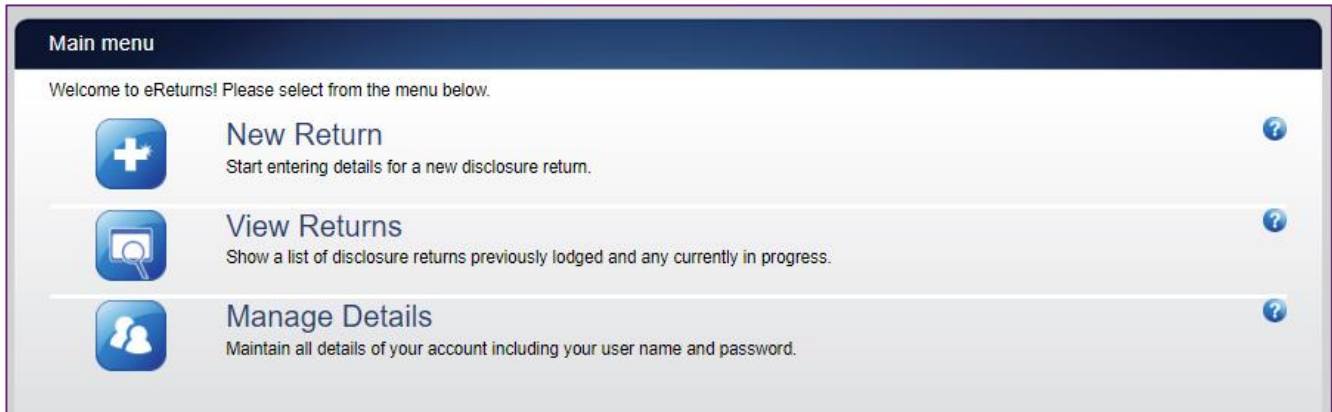 Main menu
Welcome to eReturns! Please select from the menu below.
New Return
Start entering details for a new disclosure return.
View Returns
Show a list of disclosure returns previously lodged and any currently in progress.
Manage Details
Maintain all details of your account including your user name and password.